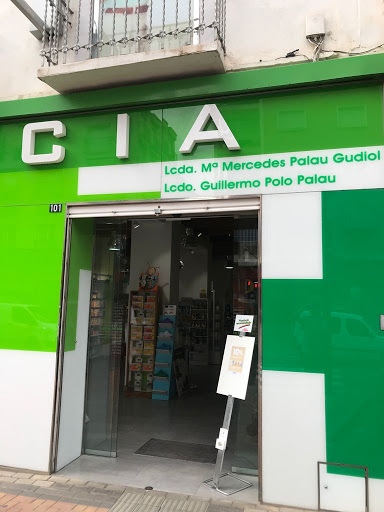 CIA
Lcda. Mª Mercedes Palau Gudiol
Lcdo. Guillermo Polo Palau
101